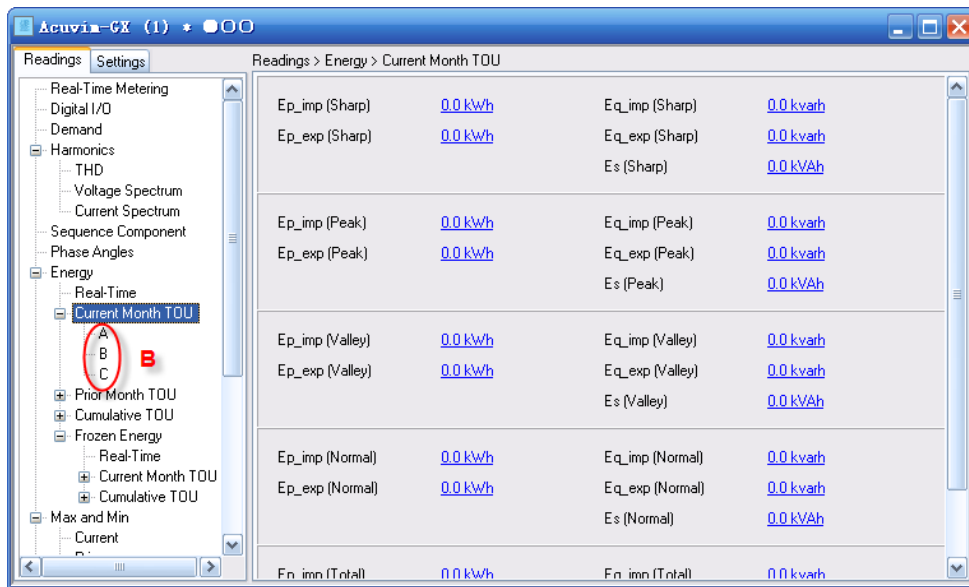 Acuvim-GX (1) *
Readings Settings
Readings > Energy > Current Month TOU
Real-Time Metering
Digital I/O
Demand
Harmonics
THD
Voltage Spectrum
Current Spectrum
Sequence Component
Phase Angles
Energy
Real-Time
Current Month TOU
A
B
C
B
Prior Month TOU
Cumulative TOU
Frozen Energy
Real-Time
Current Month TOU
Cumulative TOU
Max and Min
Current
Ep_imp (Sharp) 0.0 kWh Eq_imp (Sharp) 0.0 kvarh
Ep_exp (Sharp) 0.0 kWh Eq_exp (Sharp) 0.0 kvarh
Es (Sharp) 0.0 kVAh
Ep_imp (Peak) 0.0 kWh Eq_imp (Peak) 0.0 kvarh
Ep_exp (Peak) 0.0 kWh Eq_exp (Peak) 0.0 kvarh
Es (Peak) 0.0 kVAh
Ep_imp (Valley) 0.0 kWh Eq_imp (Valley) 0.0 kvarh
Ep_exp (Valley) 0.0 kWh Eq_exp (Valley) 0.0 kvarh
Es (Valley) 0.0 kVAh
Ep_imp (Normal) 0.0 kWh Eq_imp (Normal) 0.0 kvarh
Ep_exp (Normal) 0.0 kWh Eq_exp (Normal) 0.0 kvarh
Es (Normal) 0.0 kVAh
Ep_imp (Total) 0.0 kWh Eq_imp (Total) 0.0 kvarh